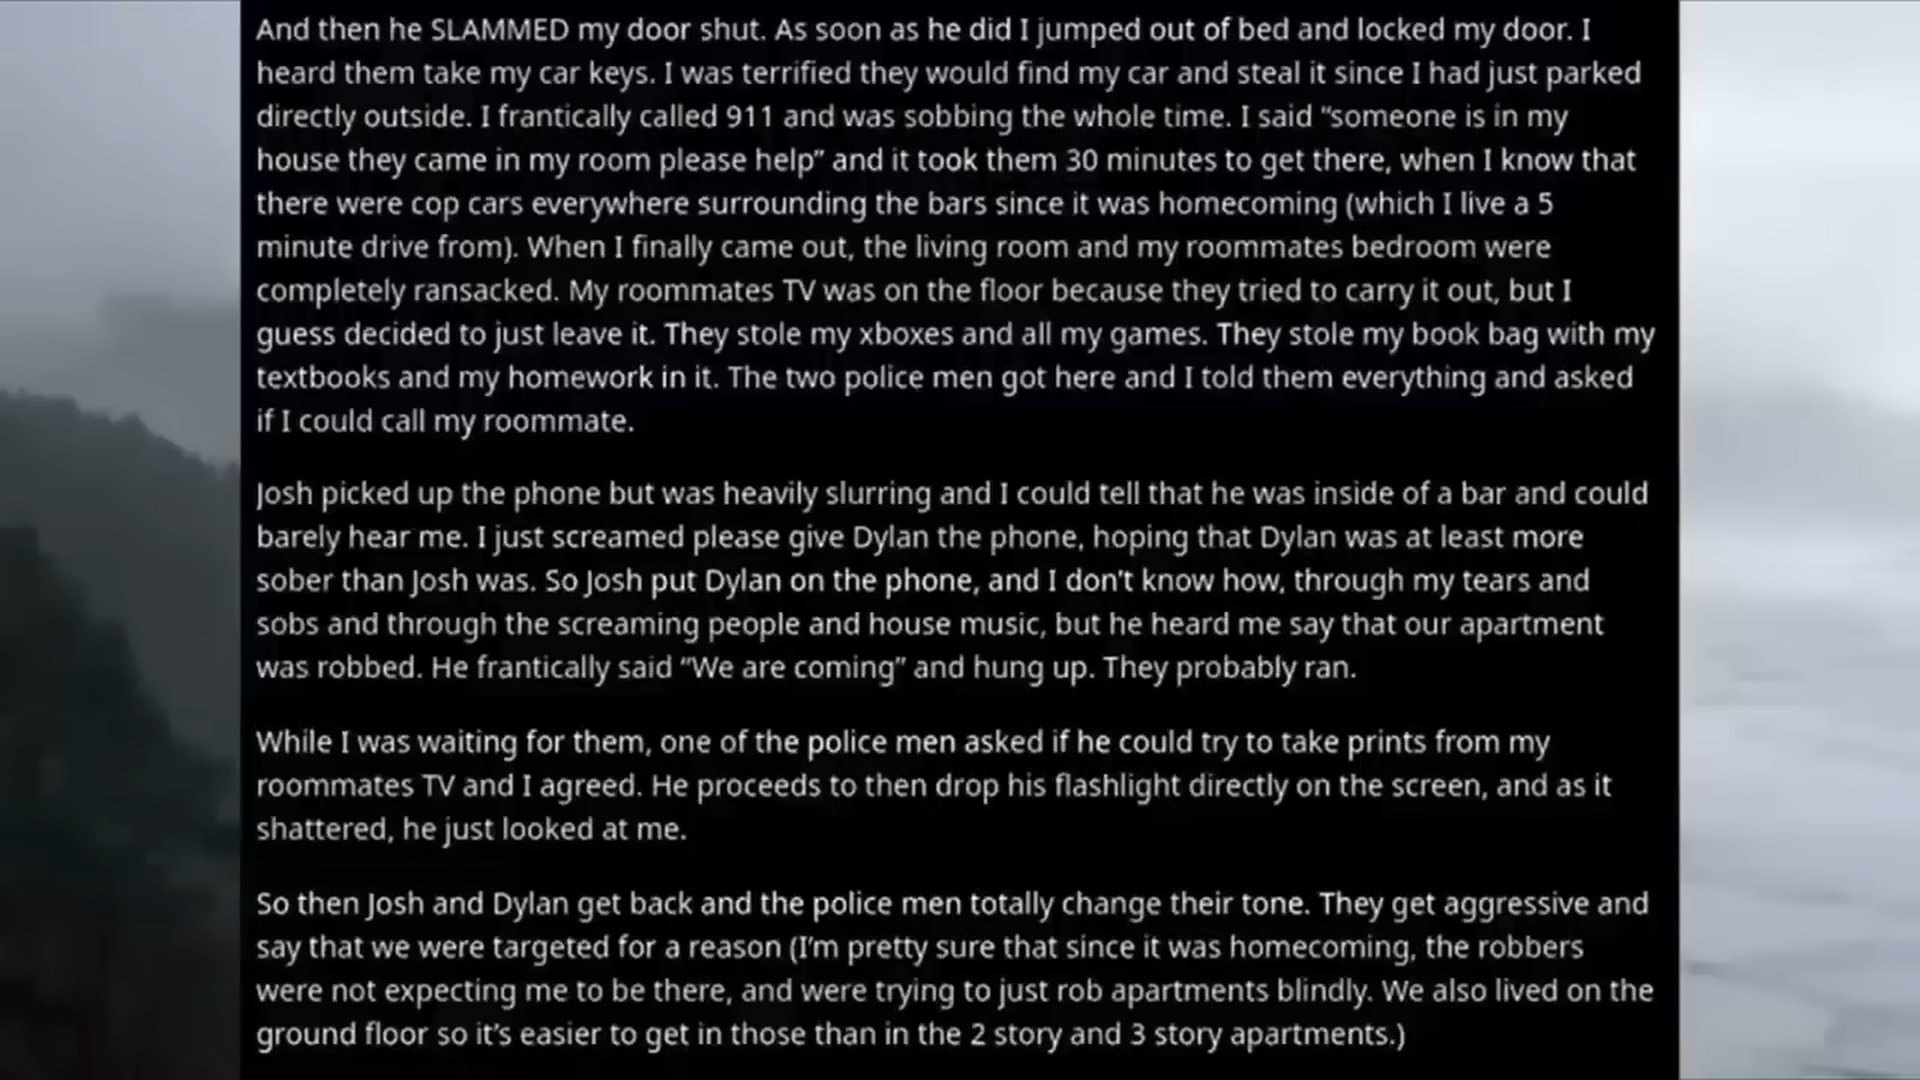 And then he SLAMMED my door shut. As soon as he did I jumped out of bed and locked my door. I
heard them take my car keys. I was terrified they would find my car and steal it since I had just parked
directly outside. I frantically called 911 and was sobbing the whole time. I said “someone is in my
house they came in my room please help” and it took them 30 minutes to get there, when I know that
there were cop cars everywhere surrounding the bars since it was homecoming (which I live a 5
minute drive from). When I finally came out, the living room and my roommates bedroom were
completely ransacked. My roommates TV was on the floor because they tried to carry it out, but I
guess decided to just leave it. They stole my xboxes and all my games. They stole my book bag with my
textbooks and my homework in it. The two police men got here and I told them everything and asked
if I could call my roommate.
Josh picked up the phone but was heavily slurring and I could tell that he was inside of a bar and could
barely hear me. I just screamed please give Dylan the phone, hoping that Dylan was at least more
sober than Josh was. So Josh put Dylan on the phone, and I don’t know how, through my tears and
sobs and through the screaming people and house music, but he heard me say that our apartment
was robbed. He frantically said “We are coming” and hung up. They probably ran.
While I was waiting for them, one of the police men asked if he could try to take prints from my
roommates TV and I agreed. He proceeds to then drop his flashlight directly on the screen, and as it
shattered, he just looked at me.
So then Josh and Dylan get back and the police men totally change their tone. They get aggressive and
say that we were targeted for a reason (I’m pretty sure that since it was homecoming, the robbers
were not expecting me to be there, and were trying to just rob apartments blindly. We also lived on the
ground floor so it’s easier to get in those than in the 2 story and 3 story apartments.)